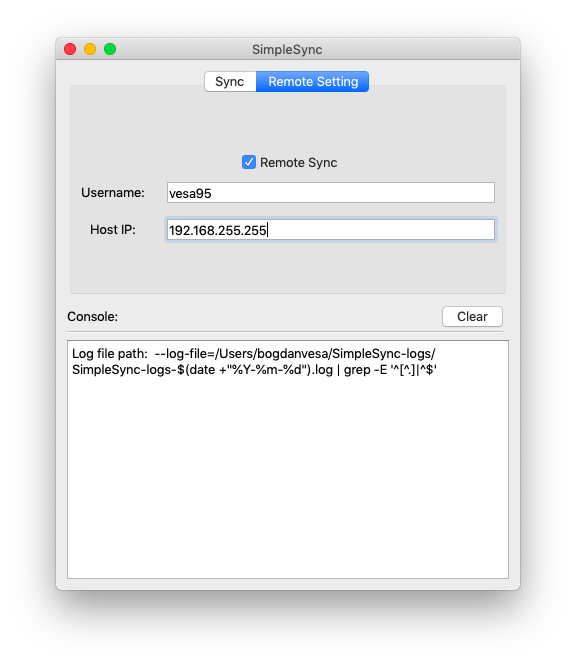 SimpleSync
Sync Remote Setting
Remote Sync
Username: vesa95
Host IP: 192.168.255.255
Console: Clear
Log file path:  --log-file=/Users/bogdanvesa/SimpleSync-logs/
SimpleSync-logs-$(date +"%Y-%m-%d").log | grep -E '^[^.]|^$'